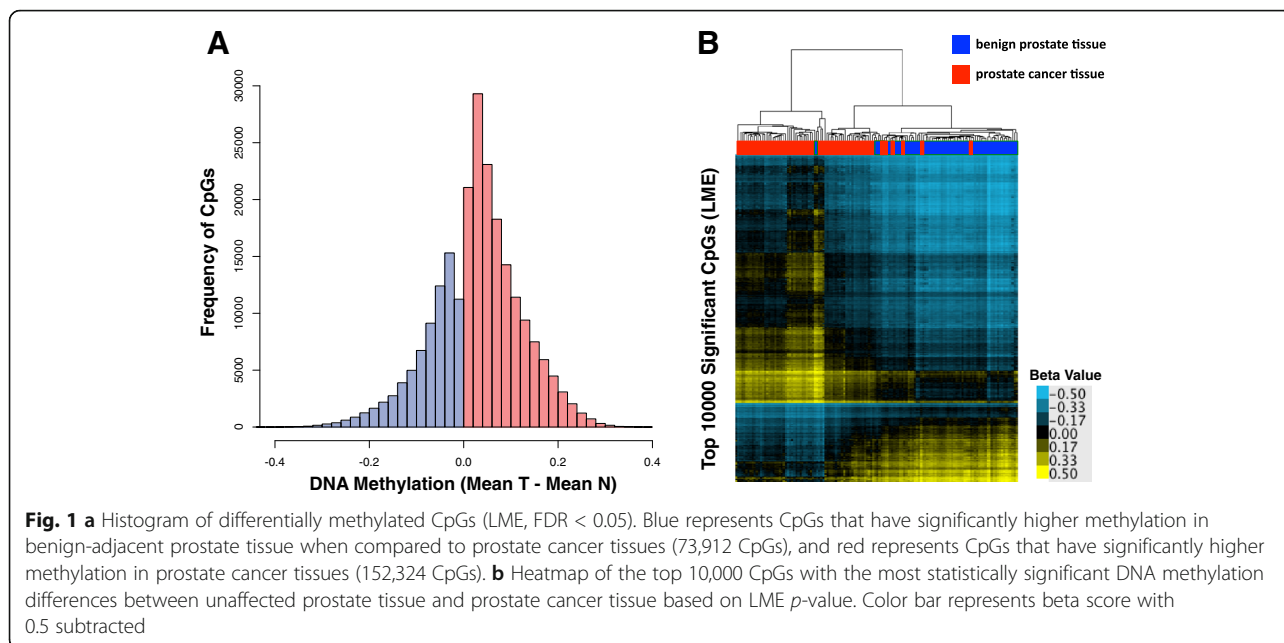 A
Frequency of CpGs
30000
25000
20000
15000
10000
5000
0
-0.4
-0.2
0.0
0.2
0.4
DNA Methylation (Mean T - Mean N)
B
benign prostate tissue
prostate cancer tissue
Top 10000 Significant CpGs (LME)
Beta Value
-0.50
-0.33
-0.17
0.00
0.17
0.33
0.50
Fig. 1 a Histogram of differentially methylated CpGs (LME, FDR < 0.05). Blue represents CpGs that have significantly higher methylation in
benign-adjacent prostate tissue when compared to prostate cancer tissues (73,912 CpGs), and red represents CpGs that have significantly higher
methylation in prostate cancer tissues (152,324 CpGs). b Heatmap of the top 10,000 CpGs with the most statistically significant DNA methylation
differences between unaffected prostate tissue and prostate cancer tissue based on LME p-value. Color bar represents beta score with
0.5 subtracted